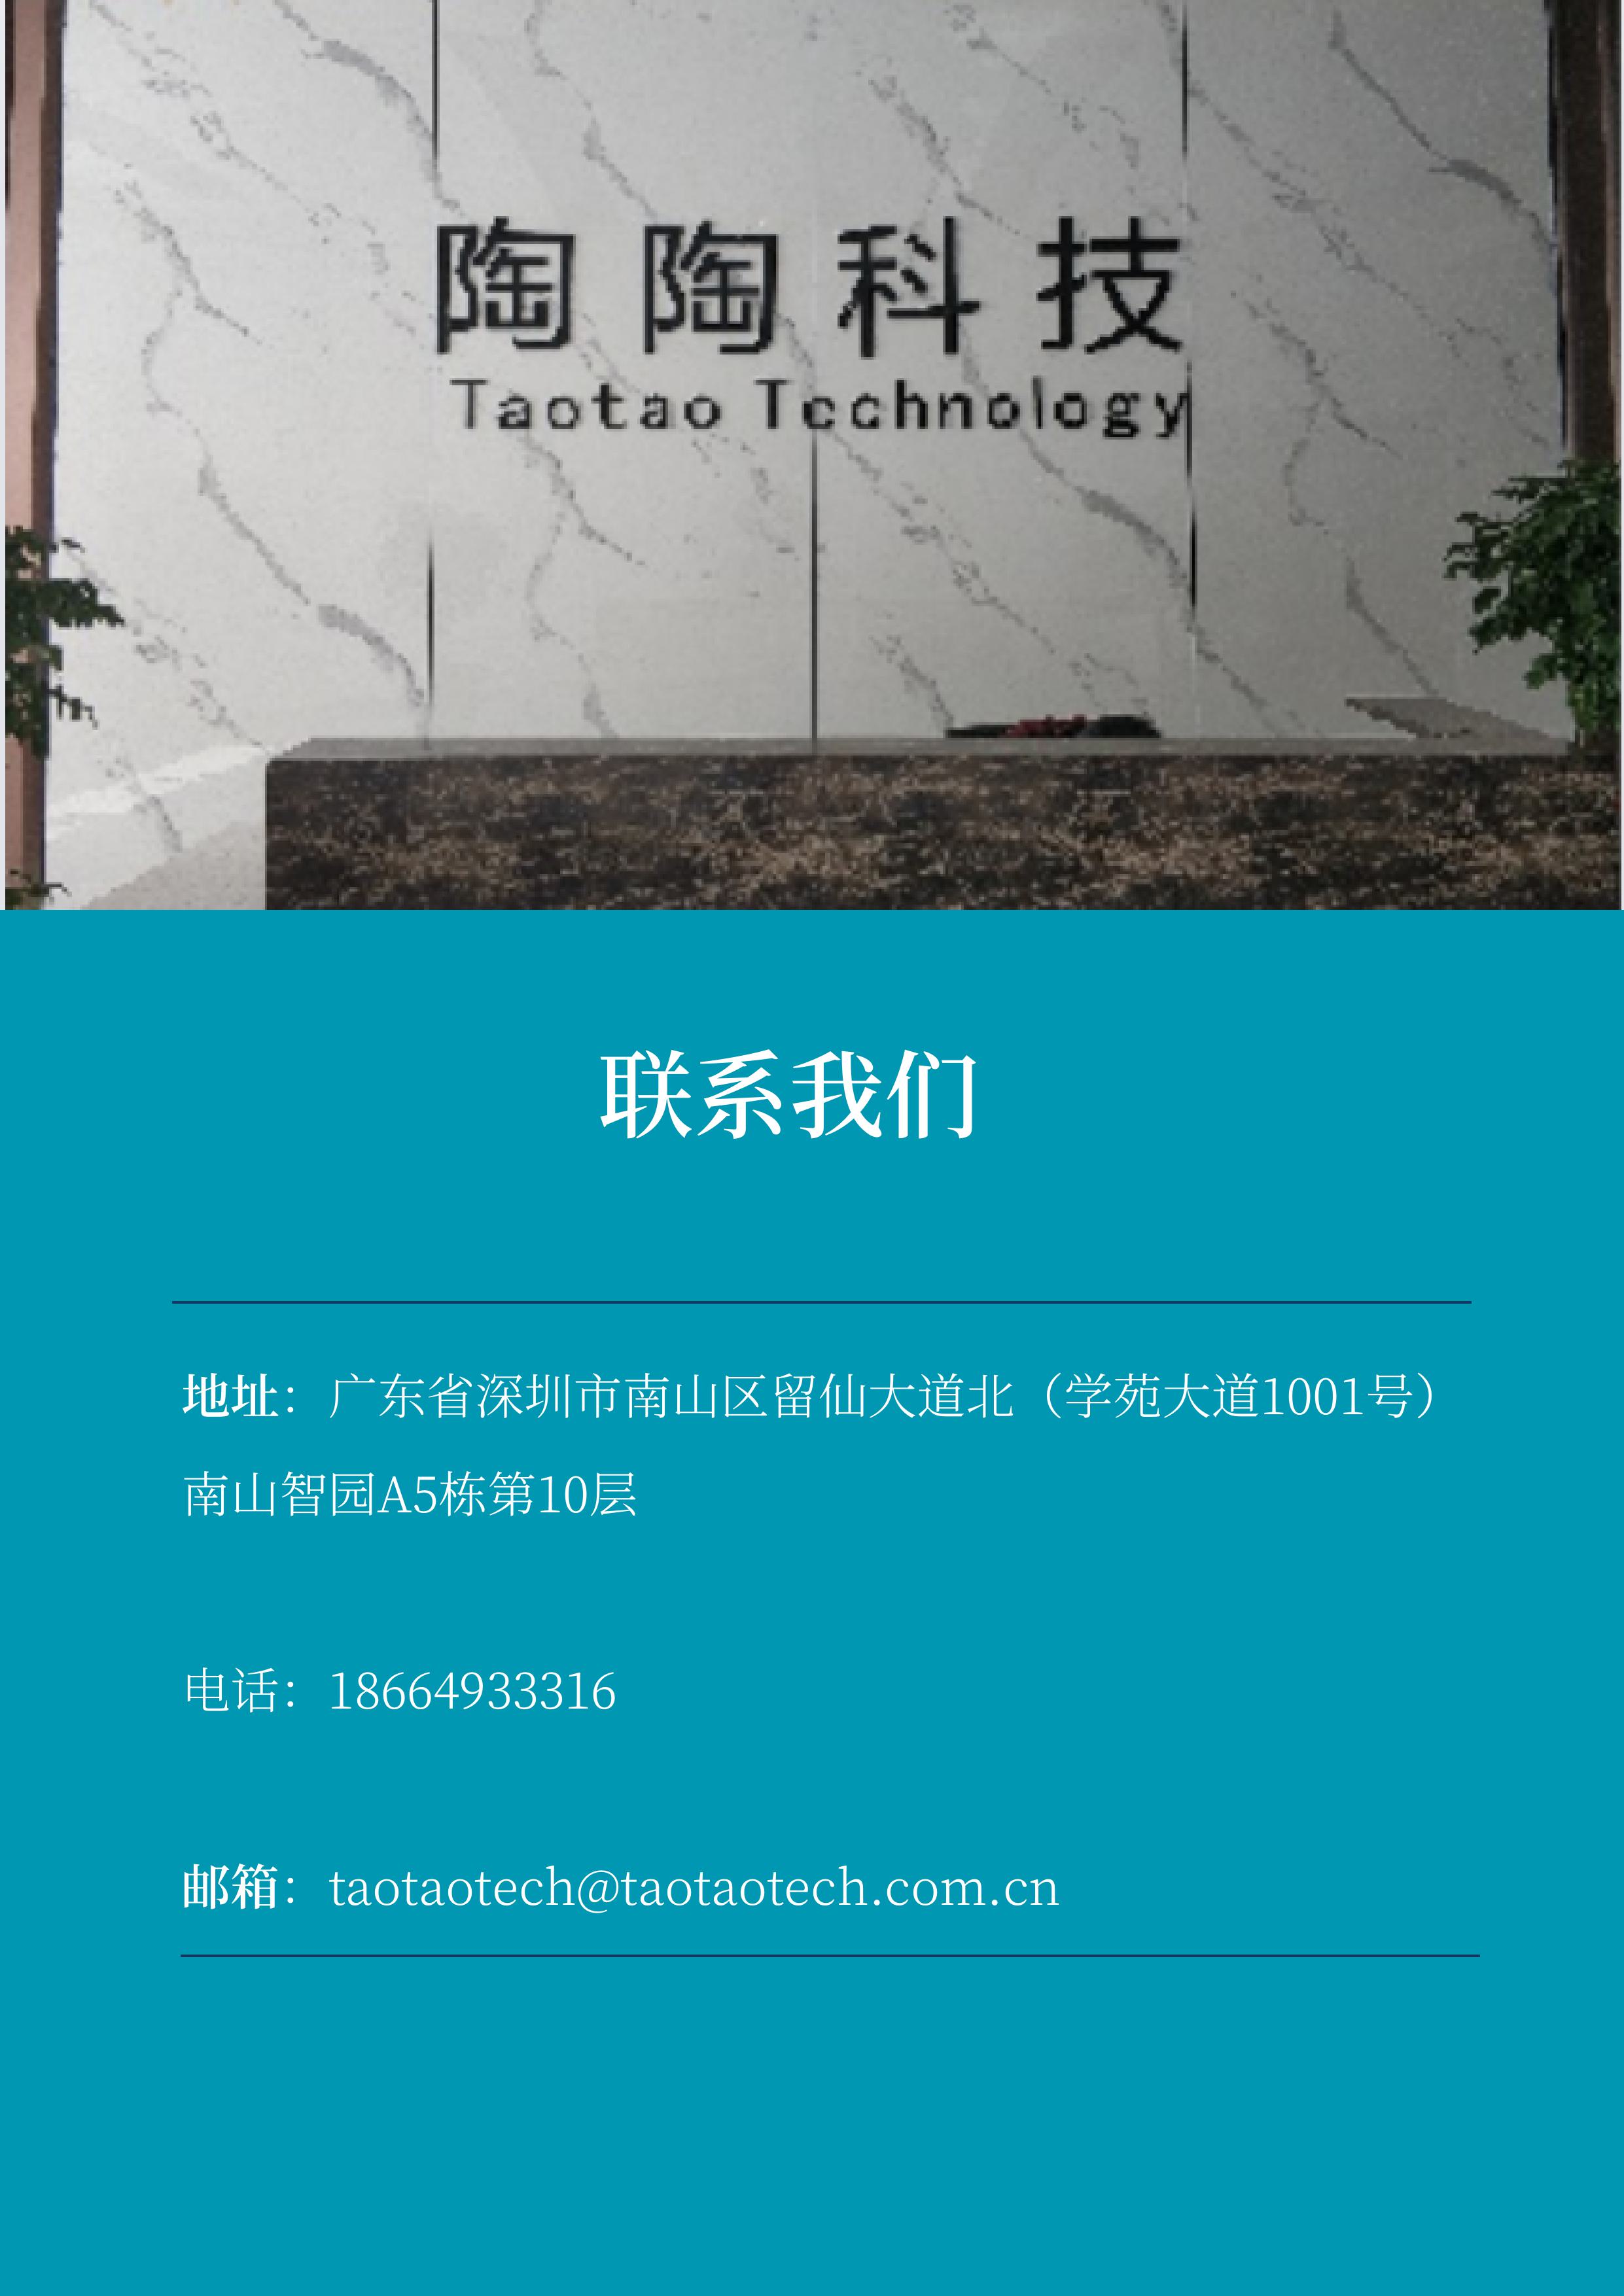 陶陶科技
Taotao Technology
联系我们
地址：广东省深圳市南山区留仙大道北（学苑大道1001号）
南山智园A5栋第10层
电话：18664933316
邮箱：taotaotech@taotaotech.com.cn